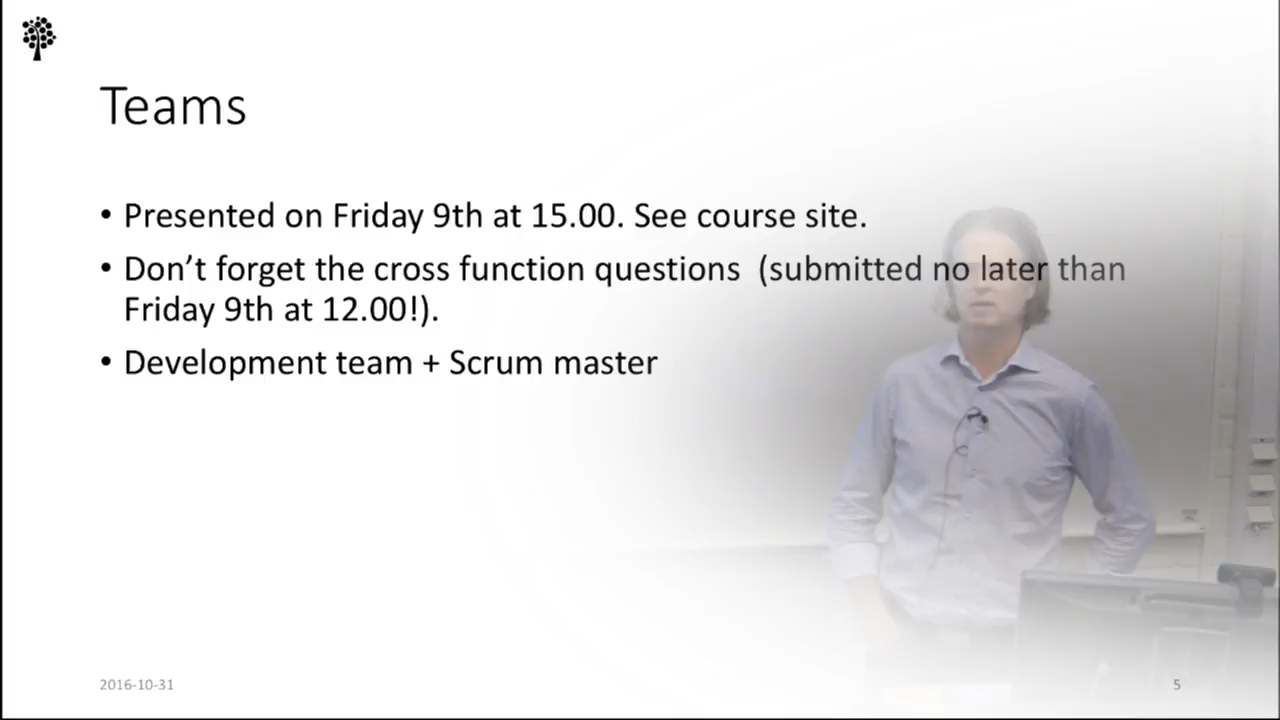 Teams
• Presented on Friday 9th at 15.00. See course site.
• Don’t forget the cross function questions  (submitted no later than
Friday 9th at 12.00!).
• Development team + Scrum master
2016-10-31
5